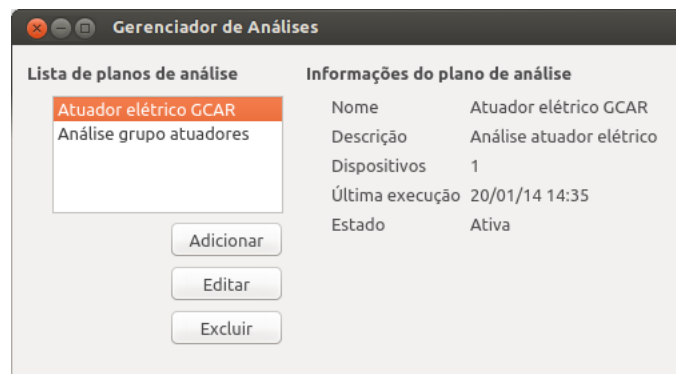 Gerenciador de Análises
Lista de planos de análise
Atuador elétrico GCAR
Análise grupo atuadores
Adicionar
Editar
Excluir
Informações do plano de análise
Nome Atuador elétrico GCAR
Descrição Análise atuador elétrico
Dispositivos 1
Última execução 20/01/14 14:35
Estado Ativa